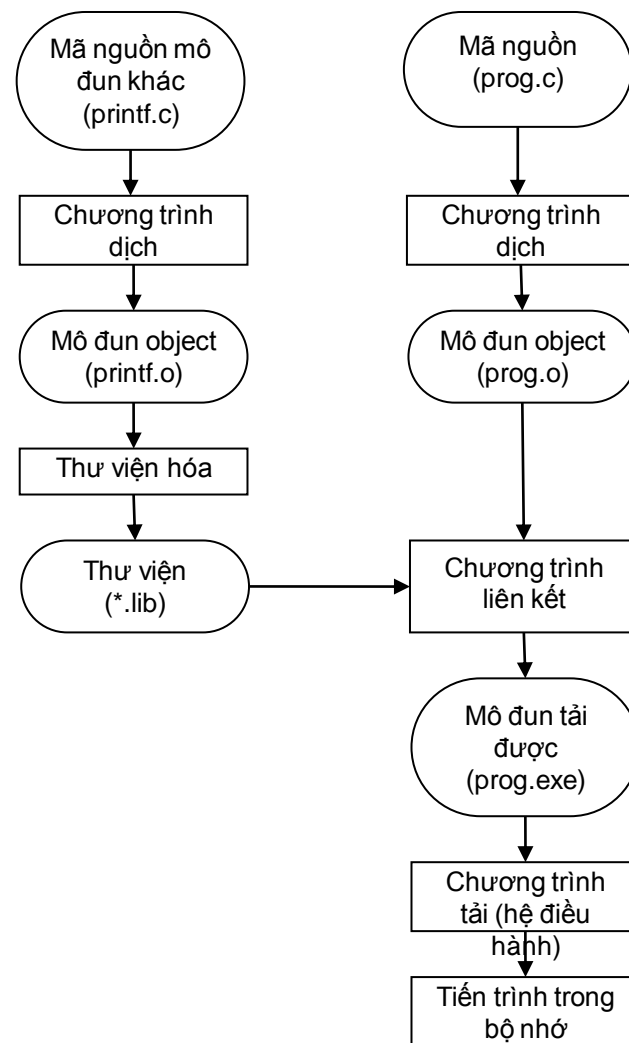 Mã nguồn mô
đun khác
(printf.c)
Chương trình
dịch
Mô đun object
(printf.o)
Thư viện hóa
Thư viện
(*.lib)
Mã nguồn
(prog.c)
Chương trình
dịch
Mô đun object
(prog.o)
Chương trình
liên kết
Mô đun tải
được
(prog.exe)
Chương trình
tải (hệ điều
hành)
Tiến trình trong
bộ nhớ